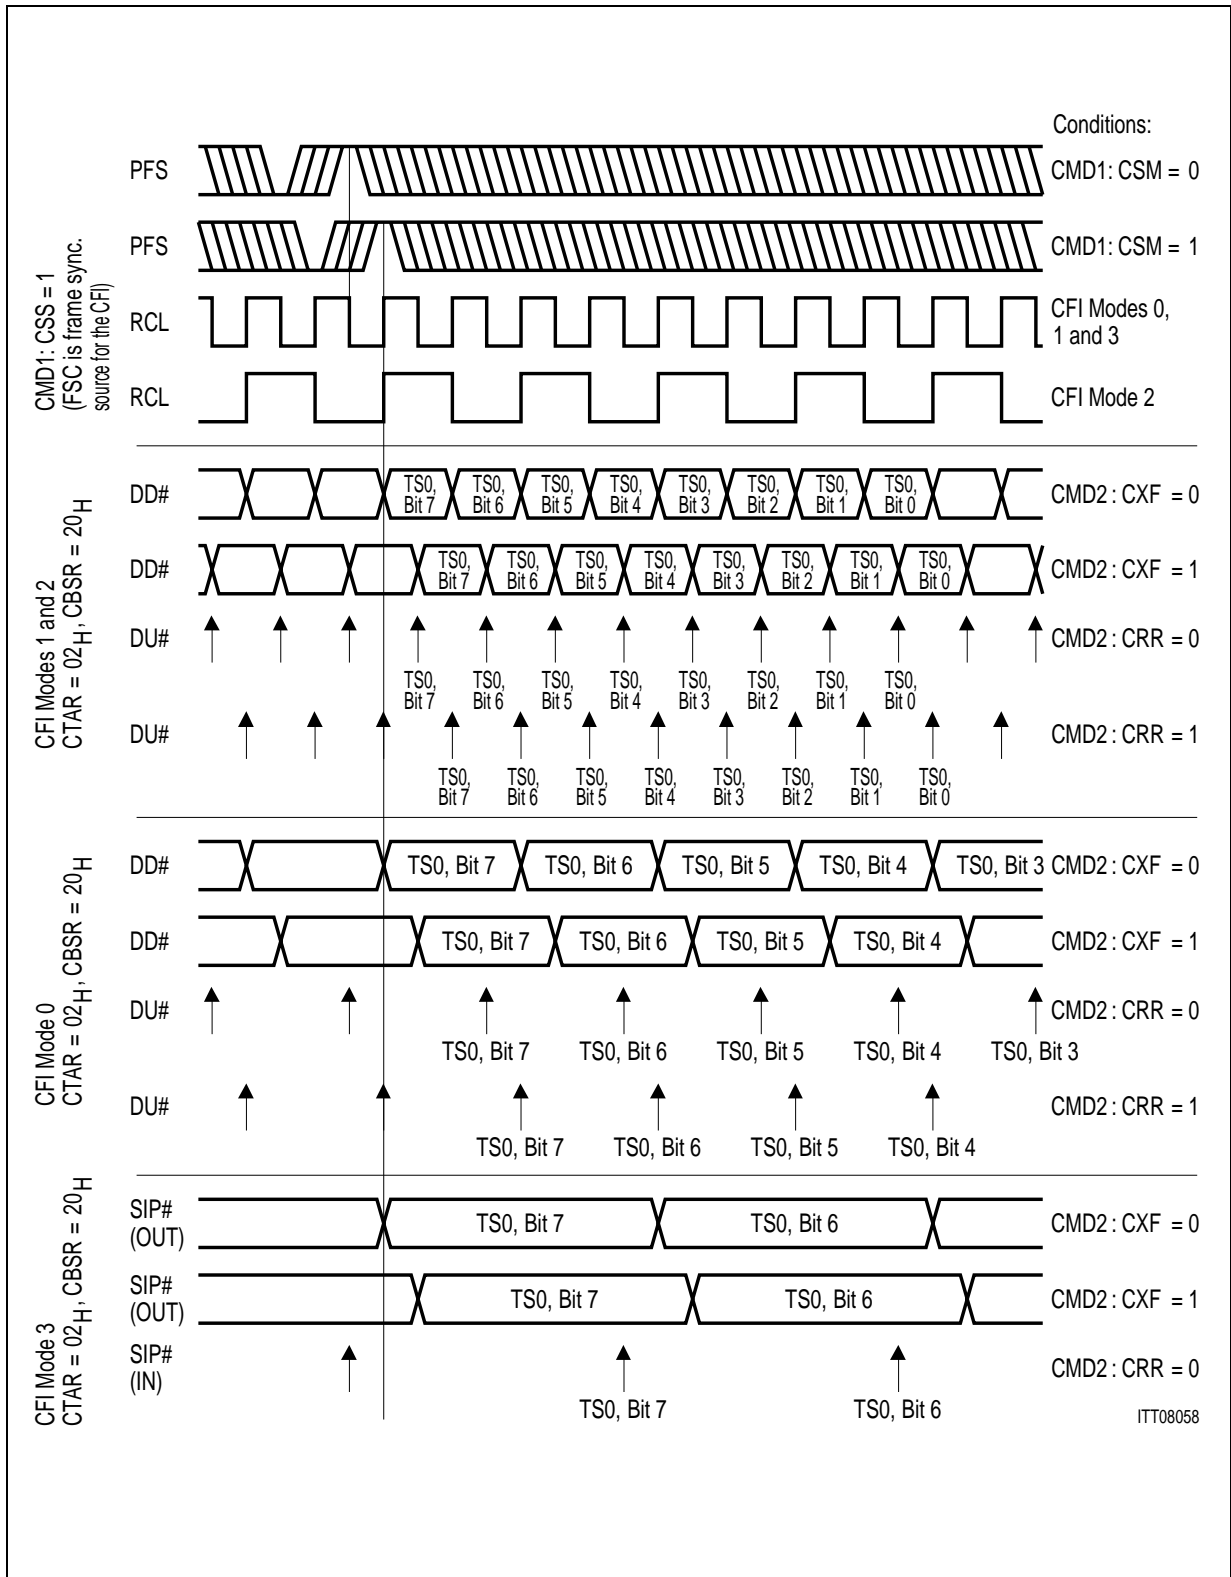 Conditions:
PFS
CMD1: CSM = 0
PFS
CMD1: CSM = 1
CMD1: CSS = 1
(FSC is frame sync.
source for the CFI)
RCL
CFI Modes 0,
1 and 3
RCL
CFI Mode 2
CFI Modes 1 and 2
CTAR = 02H, CBSR = 20H
DD#
TS0, TS0, TS0, TS0, TS0, TS0, TS0, TS0,
Bit 7 Bit 6 Bit 5 Bit 4 Bit 3 Bit 2 Bit 1 Bit 0
CMD2 : CXF = 0
DD#
TS0, TS0, TS0, TS0, TS0, TS0, TS0, TS0,
Bit 7 Bit 6 Bit 5 Bit 4 Bit 3 Bit 2 Bit 1 Bit 0
CMD2 : CXF = 1
DU#
CMD2 : CRR = 0
TS0, TS0, TS0, TS0, TS0, TS0, TS0, TS0,
Bit 7 Bit 6 Bit 5 Bit 4 Bit 3 Bit 2 Bit 1 Bit 0
DU#
CMD2 : CRR = 1
TS0, TS0, TS0, TS0, TS0, TS0, TS0, TS0,
Bit 7 Bit 6 Bit 5 Bit 4 Bit 3 Bit 2 Bit 1 Bit 0
CFI Mode 0
CTAR = 02H, CBSR = 20H
DD#
TS0, Bit 7 TS0, Bit 6 TS0, Bit 5 TS0, Bit 4 TS0, Bit 3
CMD2 : CXF = 0
DD#
TS0, Bit 7 TS0, Bit 6 TS0, Bit 5 TS0, Bit 4
CMD2 : CXF = 1
DU#
CMD2 : CRR = 0
TS0, Bit 7 TS0, Bit 6 TS0, Bit 5 TS0, Bit 4 TS0, Bit 3
DU#
CMD2 : CRR = 1
TS0, Bit 7 TS0, Bit 6 TS0, Bit 5 TS0, Bit 4
CFI Mode 3
CTAR = 02H, CBSR = 20H
SIP#
(OUT)
TS0, Bit 7 TS0, Bit 6
CMD2 : CXF = 0
SIP#
(OUT)
TS0, Bit 7 TS0, Bit 6
CMD2 : CXF = 1
SIP#
(IN)
CMD2 : CRR = 0
TS0, Bit 7 TS0, Bit 6
ITT08058